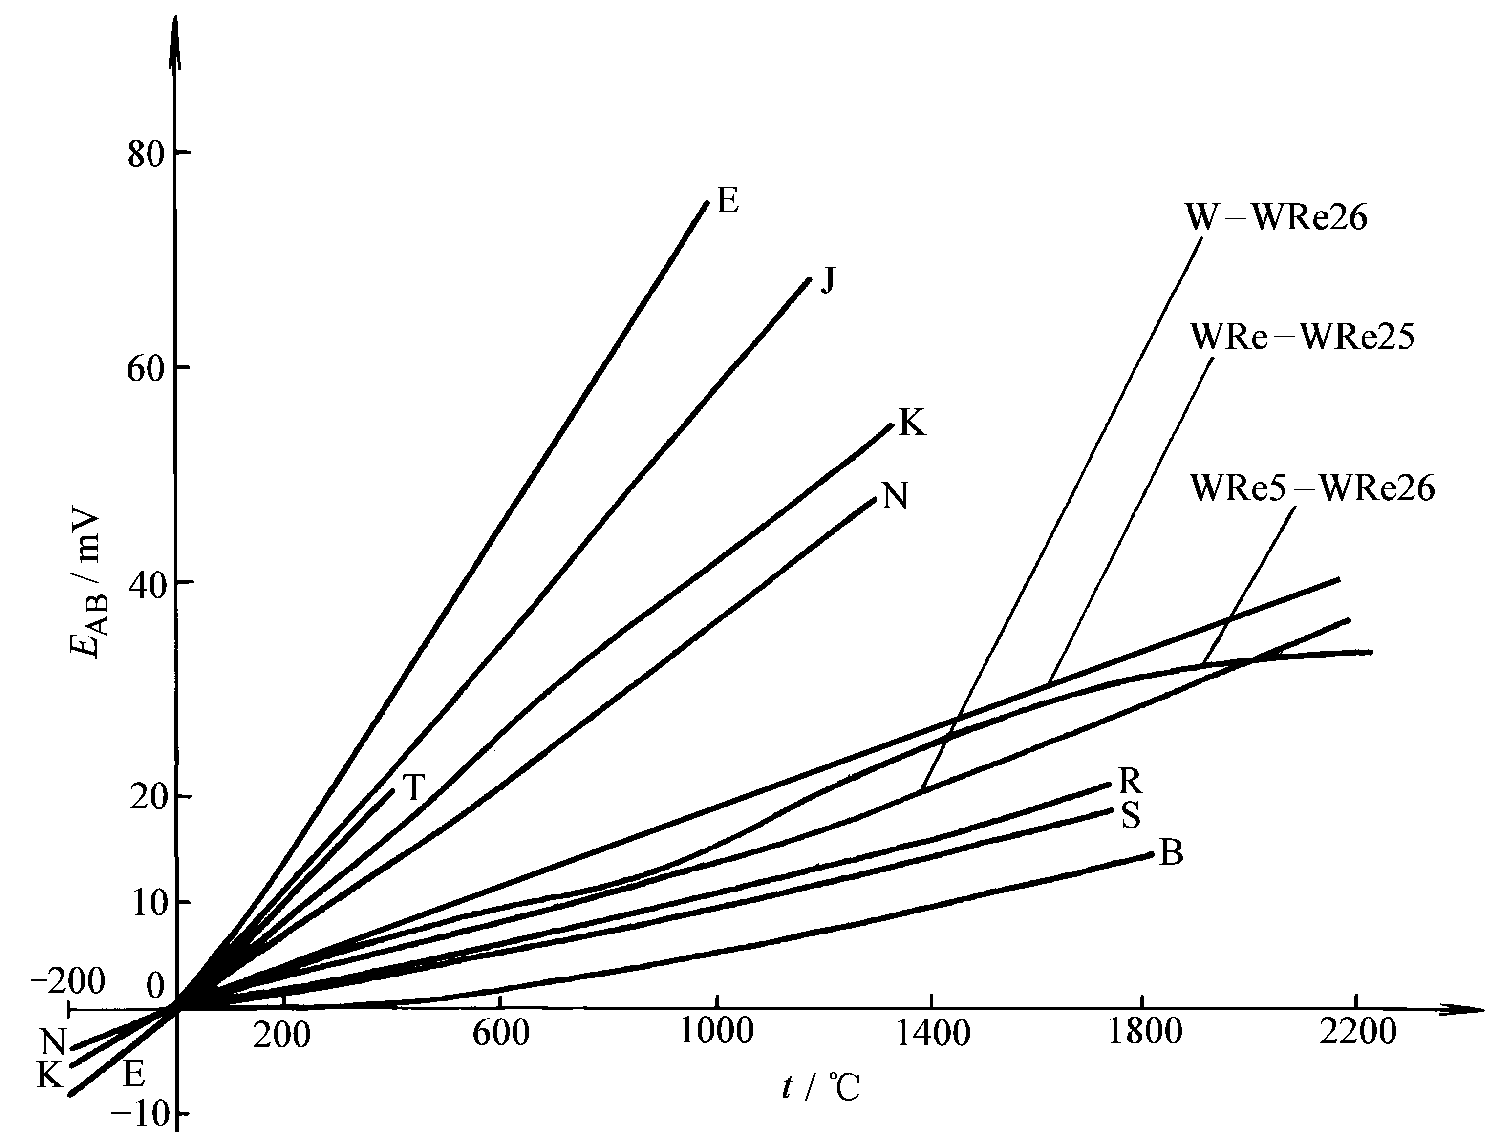 80
E
W–WRe26
J
WRe–WRe25
60
K
N
WRe5–WRe26
E_AB / mV
40
T
20
R
S
B
10
−200
0
N
200
600
1000
1400
1800
2200
K
E
t / ℃
−10